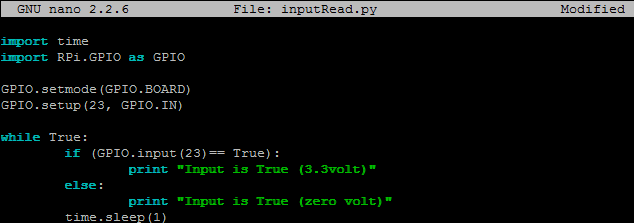 GNU nano 2.2.6 File: inputRead.py Modified
import time
import RPi.GPIO as GPIO
GPIO.setmode(GPIO.BOARD)
GPIO.setup(23, GPIO.IN)
while True:
        if (GPIO.input(23)== True):
                print "Input is True (3.3volt)"
        else:
                print "Input is True (zero volt)"
        time.sleep(1)